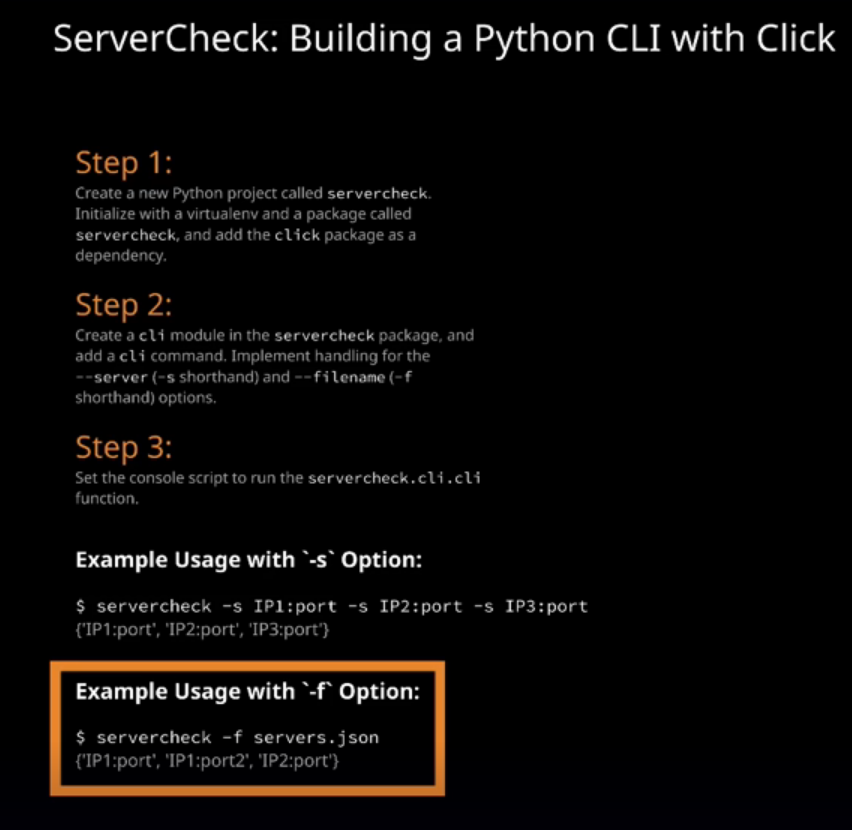 ServerCheck: Building a Python CLI with Click
Step 1:
Create a new Python project called servercheck.
Initialize with a virtualenv and a package called
servercheck, and add the click package as a
dependency.
Step 2:
Create a cli module in the servercheck package, and
add a cli command. Implement handling for the
--server (-s shorthand) and --filename (-f
shorthand) options.
Step 3:
Set the console script to run the servercheck.cli.cli
function.
Example Usage with `-s` Option:
$ servercheck -s IP1:port -s IP2:port -s IP3:port
{'IP1:port', 'IP2:port', 'IP3:port'}
Example Usage with `-f` Option:
$ servercheck -f servers.json
{'IP1:port', 'IP1:port2', 'IP2:port'}